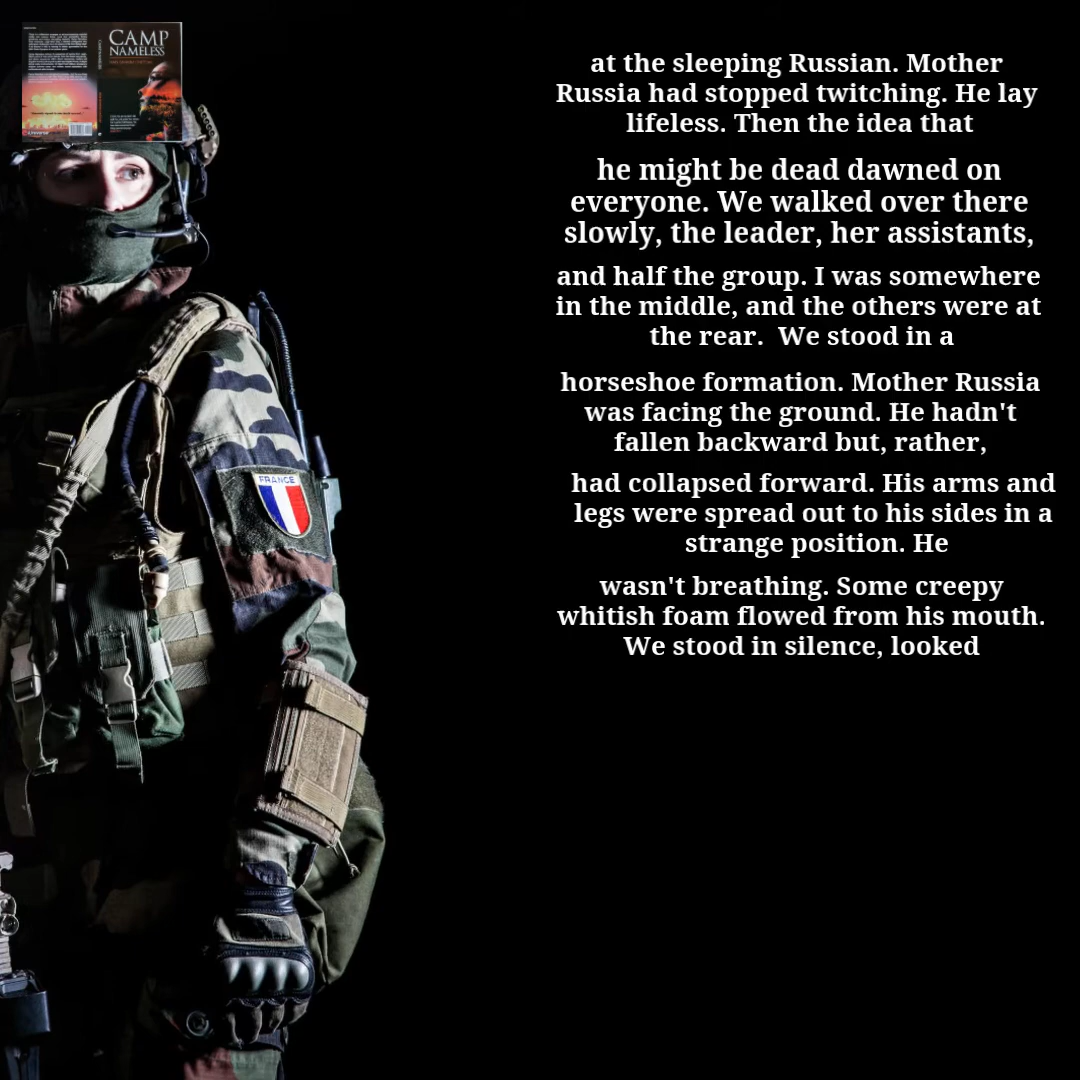 CAMP
NAMELESS
at the sleeping Russian. Mother
Russia had stopped twitching. He lay
lifeless. Then the idea that
he might be dead dawned on
everyone. We walked over there
slowly, the leader, her assistants,
and half the group. I was somewhere
in the middle, and the others were at
the rear.  We stood in a
horseshoe formation. Mother Russia
was facing the ground. He hadn't
fallen backward but, rather,
had collapsed forward. His arms and
legs were spread out to his sides in a
strange position. He
wasn't breathing. Some creepy
whitish foam flowed from his mouth.
We stood in silence, looked
FRANCE